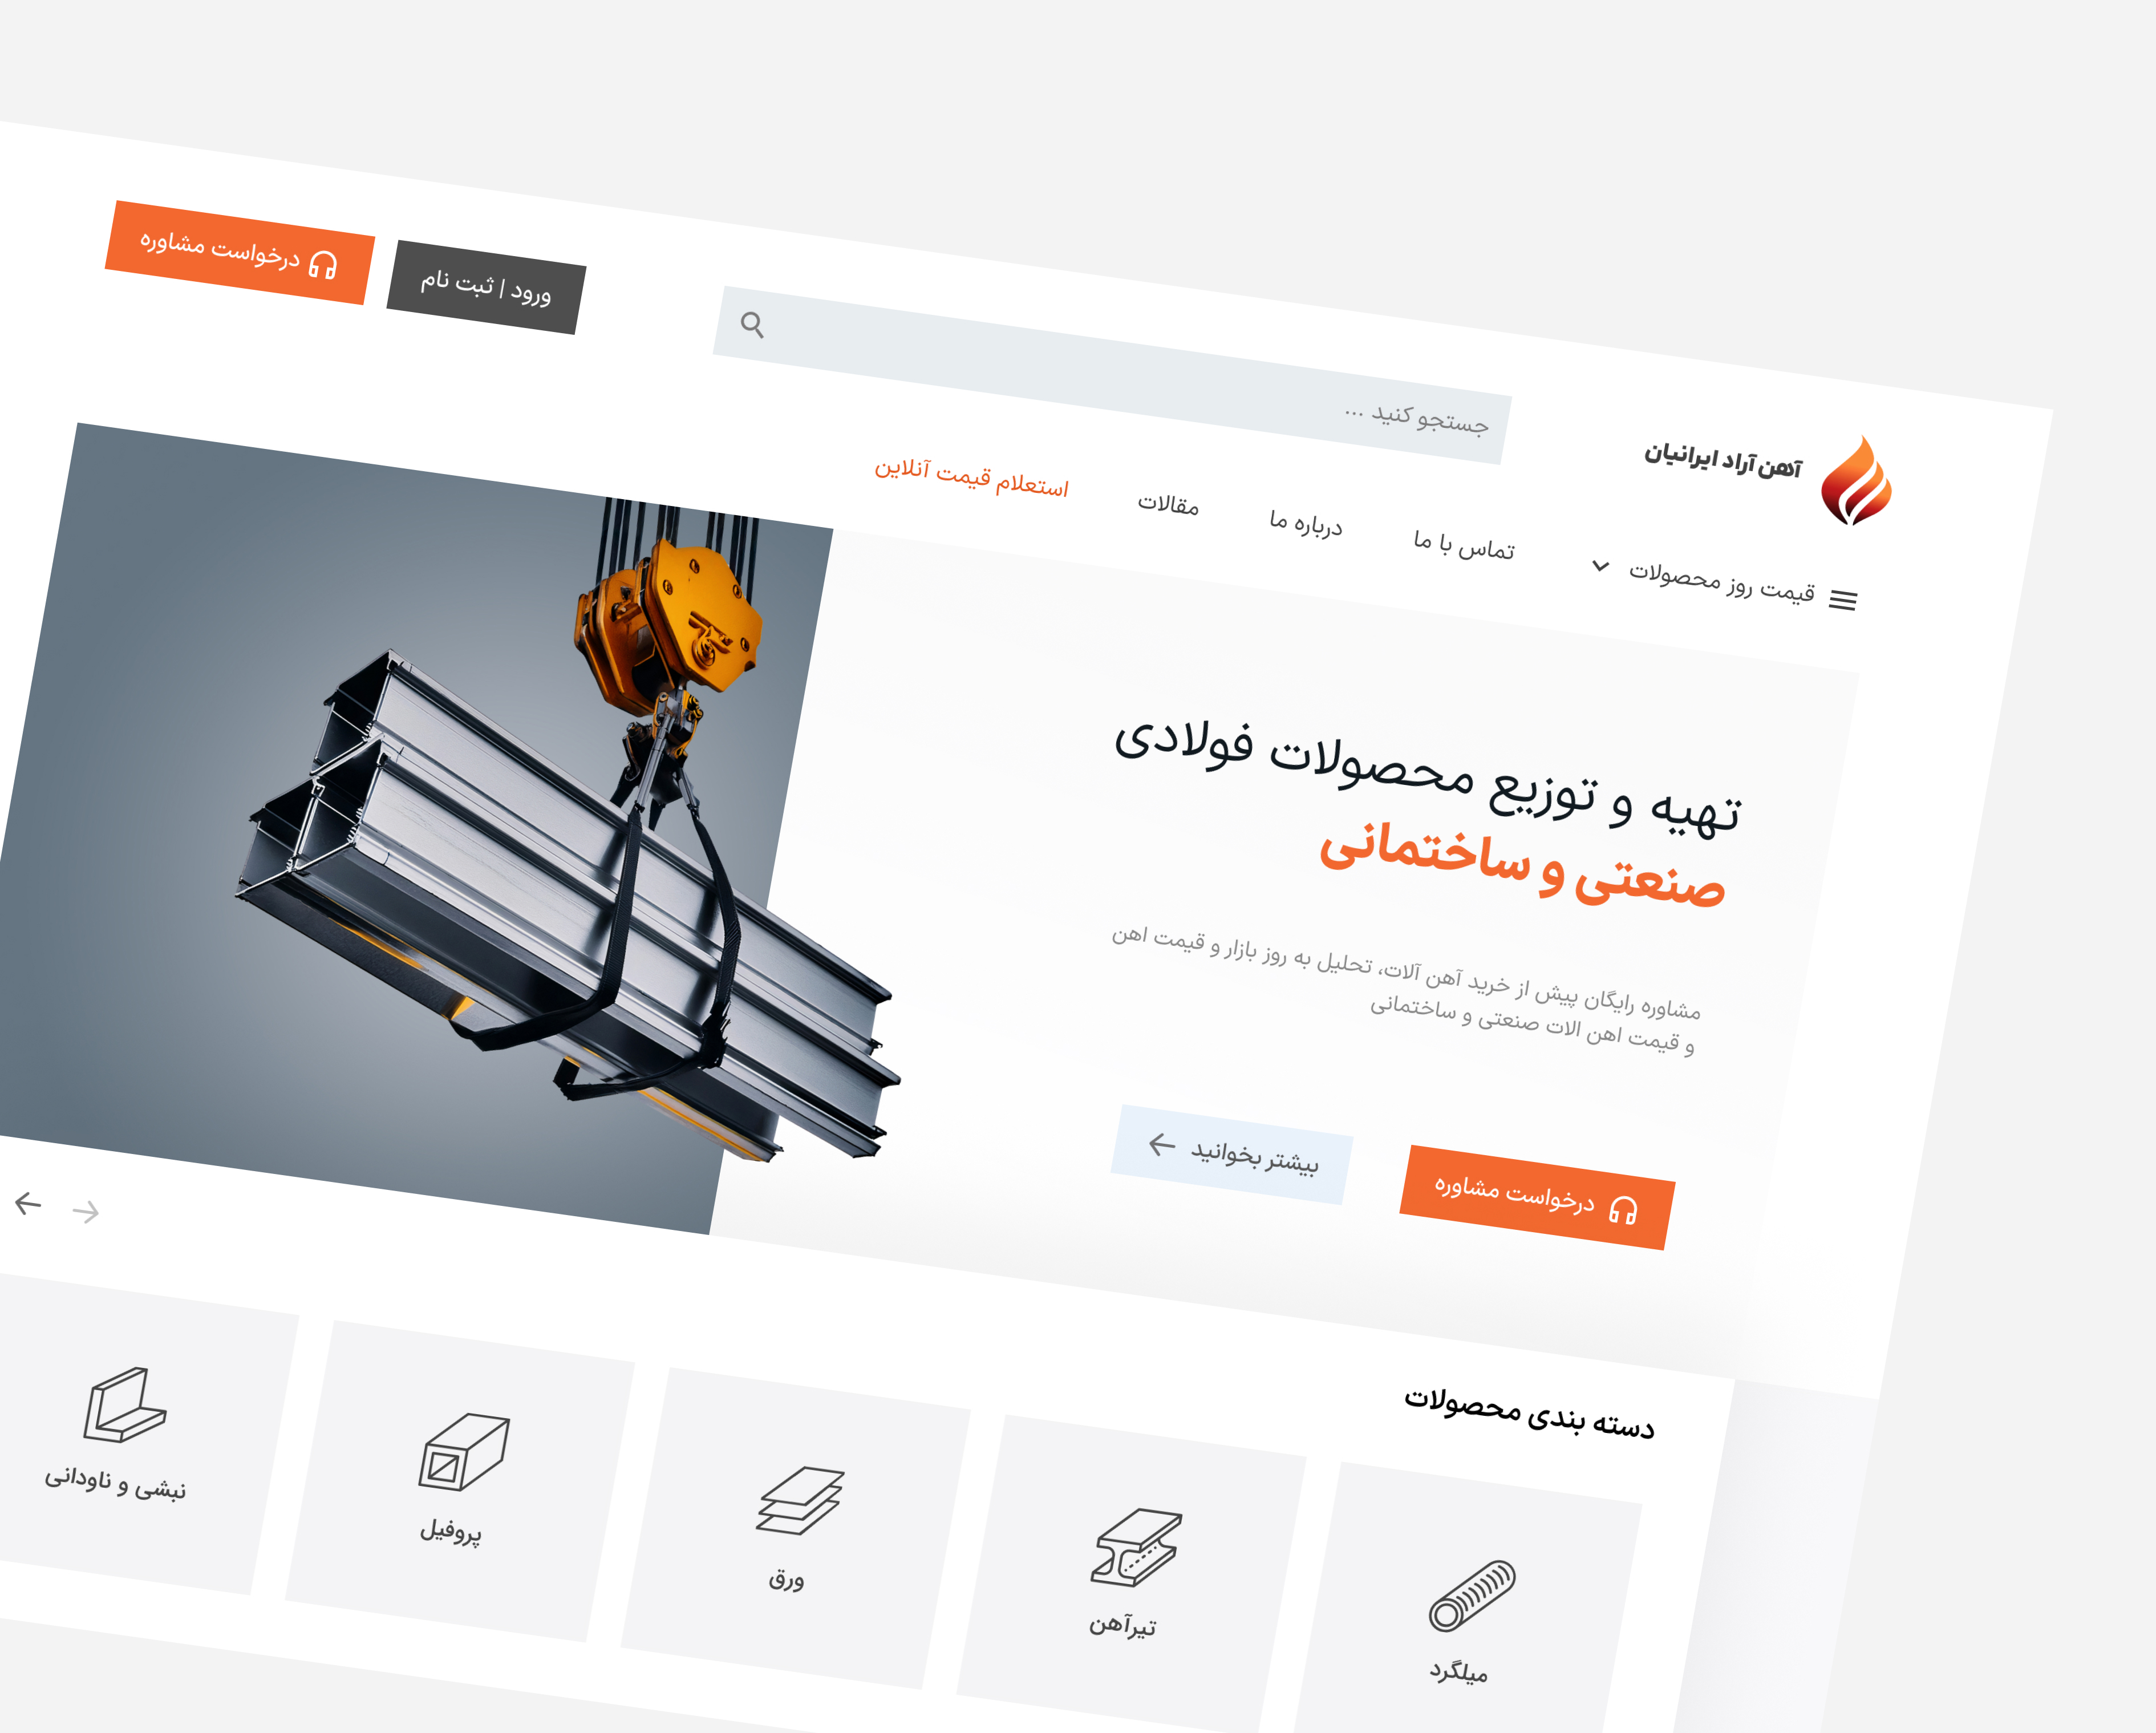 آهن آراد ایرانیان
جستجو کنید ...
ورود | ثبت نام
درخواست مشاوره
قیمت روز محصولات
تماس با ما
درباره ما
مقالات
استعلام قیمت آنلاین
تهیه و توزیع محصولات فولادی
صنعتی و ساختمانی
مشاوره رایگان پیش از خرید آهن آلات، تحلیل به روز بازار و قیمت اهن
و قیمت اهن الات صنعتی و ساختمانی
درخواست مشاوره
بیشتر بخوانید
دسته بندی محصولات
میلگرد
تیرآهن
ورق
پروفیل
نبشی و ناودانی